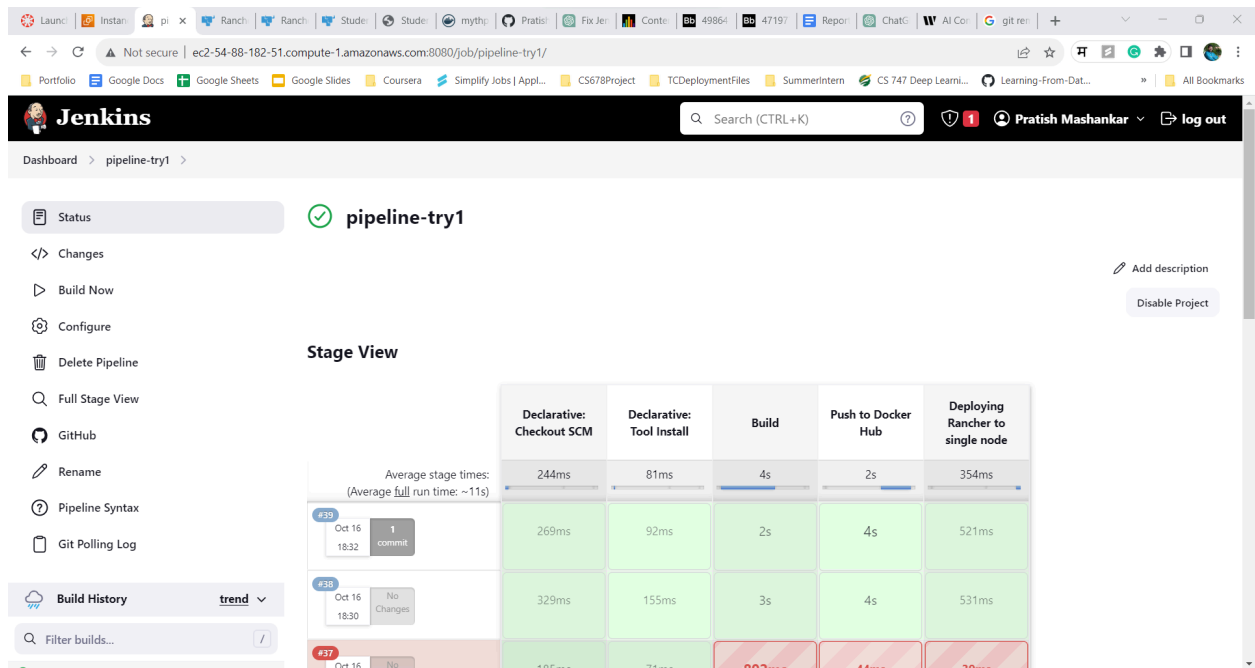 Launch
Instan
pi
Ranch
Ranch
Studen
Studen
mythp
Pratish
Fix Jen
Conte
Bb 49864
Bb 47197
Report
ChatG
AI Cor
git ren
Not secure | ec2-54-88-182-51.compute-1.amazonaws.com:8080/job/pipeline-try1/
Portfolio Google Docs Google Sheets Google Slides Coursera Simplify Jobs | Appl... CS678Project TCDeploymentFiles SummerIntern CS 747 Deep Learni... Learning-From-Dat... » All Bookmarks
Jenkins
Search (CTRL+K)
1
Pratish Mashankar
log out
Dashboard > pipeline-try1 >
Status
Changes
Build Now
Configure
Delete Pipeline
Full Stage View
GitHub
Rename
Pipeline Syntax
Git Polling Log
Build History trend
Filter builds... /
pipeline-try1
Add description
Disable Project
Stage View
Declarative:
Checkout SCM
Declarative:
Tool Install
Build
Push to Docker
Hub
Deploying
Rancher to
single node
Average stage times:
(Average full run time: ~11s)
244ms 81ms 4s 2s 354ms
#39
Oct 16
18:32
1
commit
269ms 92ms 2s 4s 521ms
#38
Oct 16
18:30
No
Changes
329ms 155ms 3s 4s 531ms
#37
Oct 16
No